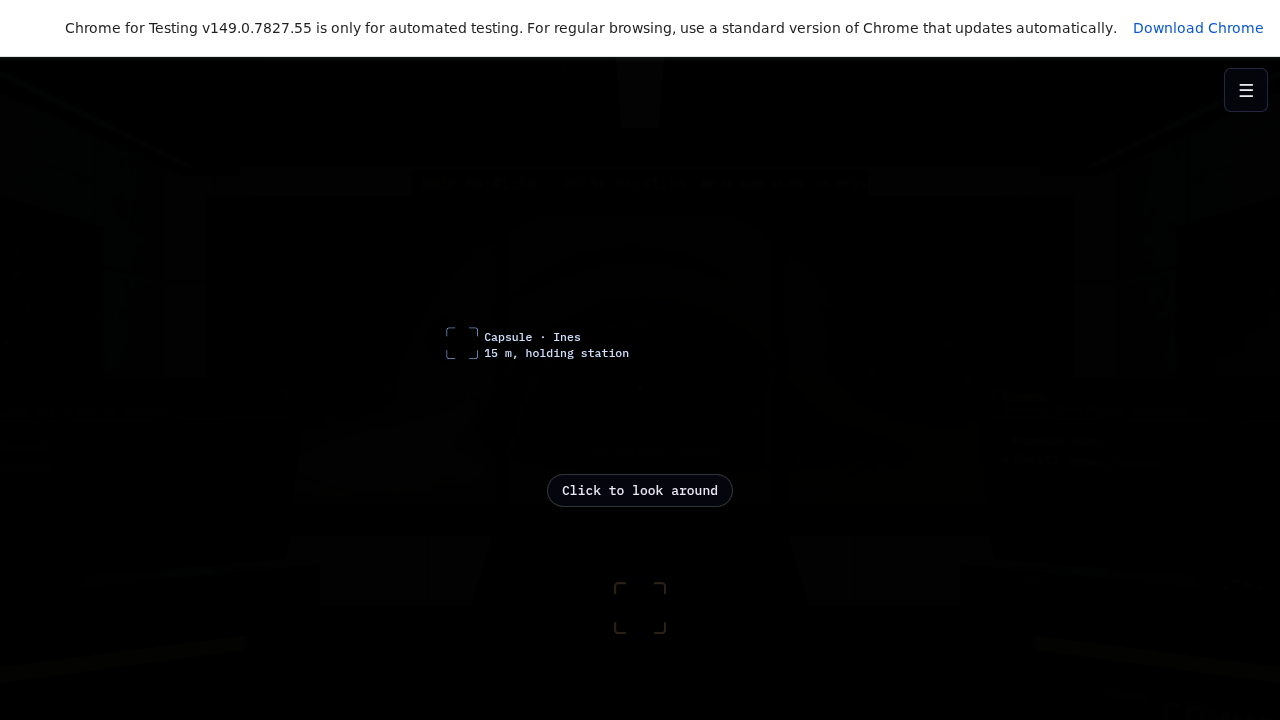 Chrome for Testing v149.0.7827.55 is only for automated testing. For regular browsing, use a standard version of Chrome that updates automatically. Download Chrome
Capsule · Ines
15 m, holding station
Click to look around